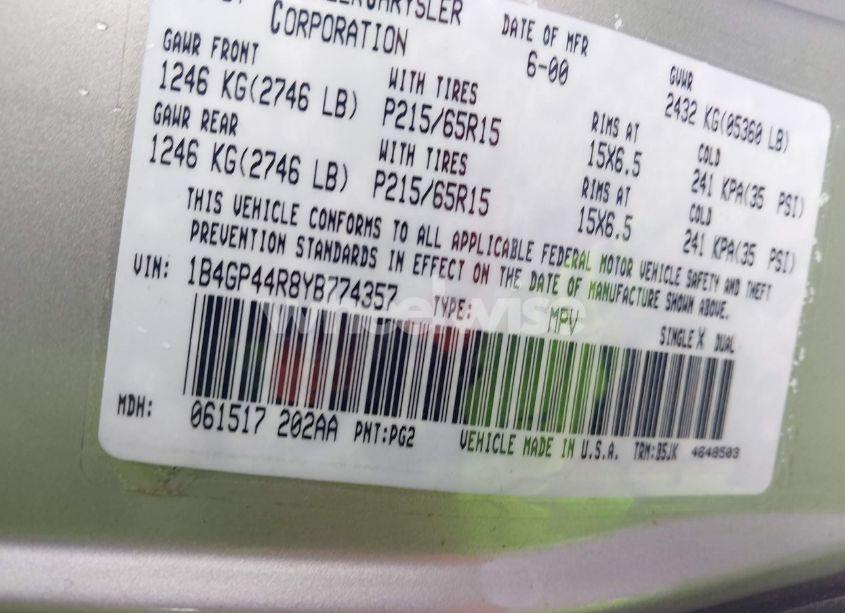 CORPORATION
DATE OF MFR
6-00
GVWR
2432 KG(05360 LB)
GAWR FRONT
1246 KG(2746 LB)
WITH TIRES
P215/65R15
RIMS AT
15X6.5
COLD
241 KPA(35 PSI)
GAWR REAR
1246 KG(2746 LB)
WITH TIRES
P215/65R15
RIMS AT
15X6.5
COLD
241 KPA(35 PSI)
THIS VEHICLE CONFORMS TO ALL APPLICABLE FEDERAL MOTOR VEHICLE SAFETY AND THEFT
PREVENTION STANDARDS IN EFFECT ON THE DATE OF MANUFACTURE SHOWN ABOVE.
VIN: 1B4GP44R8YB774357 TYPE: MPV SINGLE X DUAL
wheelwise
MDH: 061517 202AA PNT:PG2 VEHICLE MADE IN U.S.A. TRM:B5JK 4648503